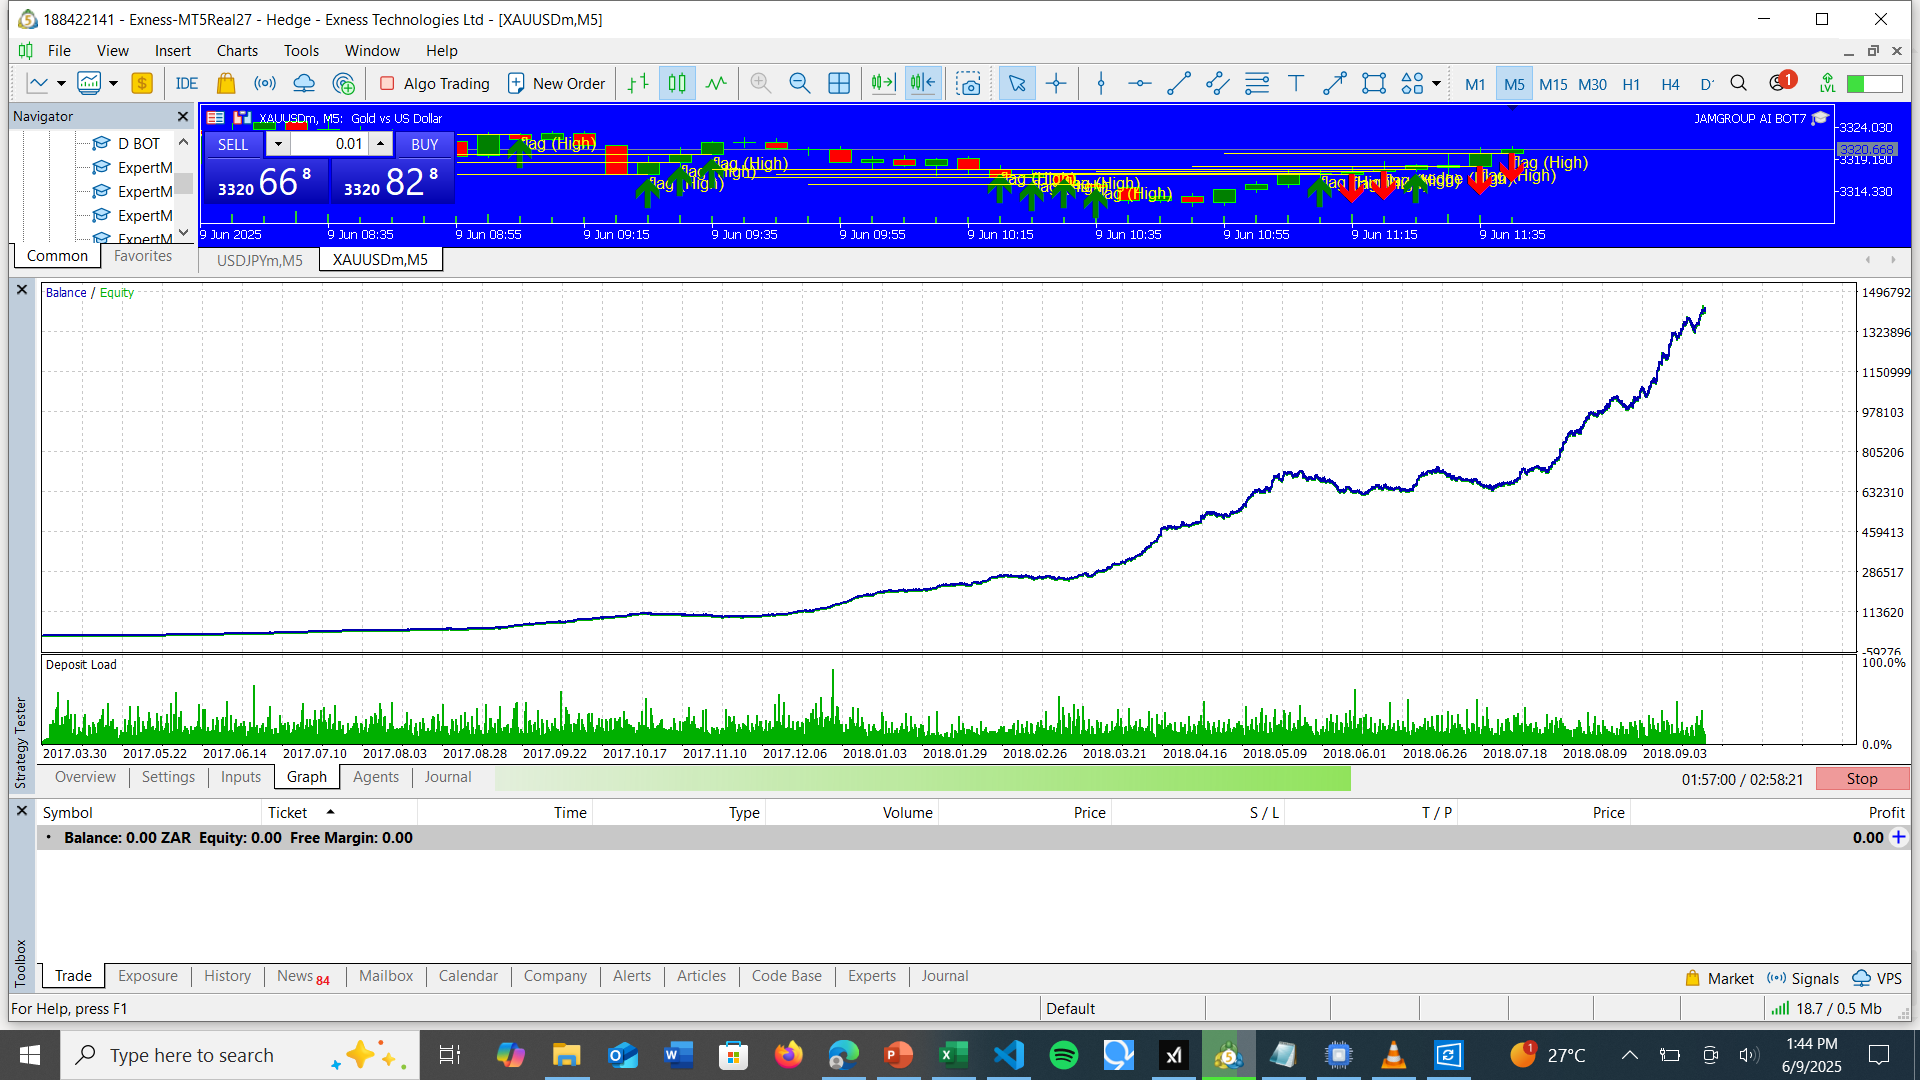 188422141 - Exness-MT5Real27 - Hedge - Exness Technologies Ltd - [XAUUSDm,M5]
File View Insert Charts Tools Window Help
IDE Algo Trading New Order M1 M5 M15 M30 H1 H4 D 1 LVL
Navigator
D BOT
ExpertM
ExpertM
ExpertM
ExpertM
Common Favorites
XAUUSDm, M5: Gold vs US Dollar
JAMGROUP AI BOT7
SELL 0.01 BUY
3320 66 8 3320 82 8
flag (High)
flag (High)
flag (High)
flag (High)
flag (High)
3324.030
3320.668
3319.180
3314.330
9 Jun 2025 9 Jun 08:35 9 Jun 08:55 9 Jun 09:15 9 Jun 09:35 9 Jun 09:55 9 Jun 10:15 9 Jun 10:35 9 Jun 10:55 9 Jun 11:15 9 Jun 11:35
USDJPYm,M5 XAUUSDm,M5
Balance / Equity
1496792
1323896
1150999
978103
805206
632310
459413
286517
113620
-59276
Deposit Load
100.0%
0.0%
2017.03.30 2017.05.22 2017.06.14 2017.07.10 2017.08.03 2017.08.28 2017.09.22 2017.10.17 2017.11.10 2017.12.06 2018.01.03 2018.01.29 2018.02.26 2018.03.21 2018.04.16 2018.05.09 2018.06.01 2018.06.26 2018.07.18 2018.08.09 2018.09.03
Strategy Tester
Overview Settings Inputs Graph Agents Journal 01:57:00 / 02:58:21 Stop
Symbol Ticket Time Type Volume Price S / L T / P Price Profit
Balance: 0.00 ZAR Equity: 0.00 Free Margin: 0.00 0.00
Toolbox
Trade Exposure History News 84 Mailbox Calendar Company Alerts Articles Code Base Experts Journal Market Signals VPS
For Help, press F1 Default 18.7 / 0.5 Mb
Type here to search 1 27°C 1:44 PM
6/9/2025